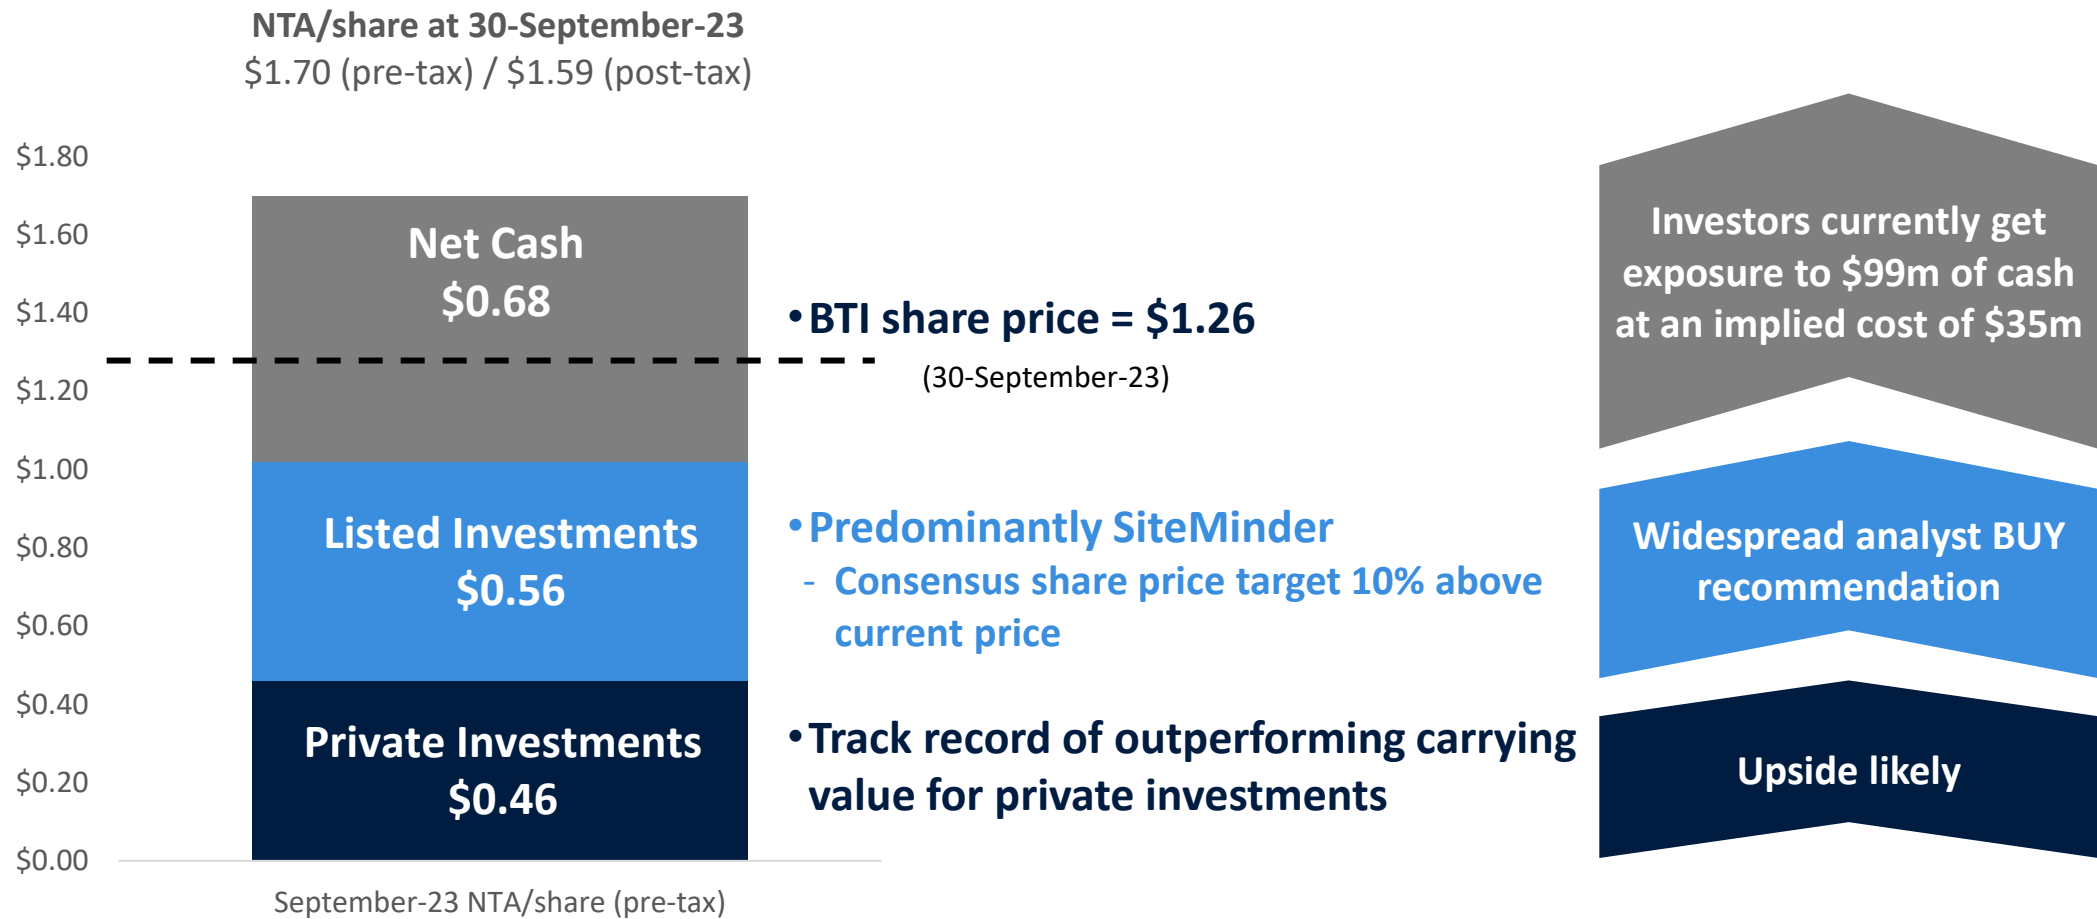 NTA/share at 30-September-23
$1.70 (pre-tax) / $1.59 (post-tax)
$1.80
$1.60
$1.40
$1.20
$1.00
$0.80
$0.60
$0.40
$0.20
$0.00
Net Cash
$0.68
Listed Investments
$0.56
Private Investments
$0.46
September-23 NTA/share (pre-tax)
•BTI share price = $1.26
(30-September-23)
•Predominantly SiteMinder
- Consensus share price target 10% above
current price
•Track record of outperforming carrying
value for private investments
Investors currently get
exposure to $99m of cash
at an implied cost of $35m
Widespread analyst BUY
recommendation
Upside likely